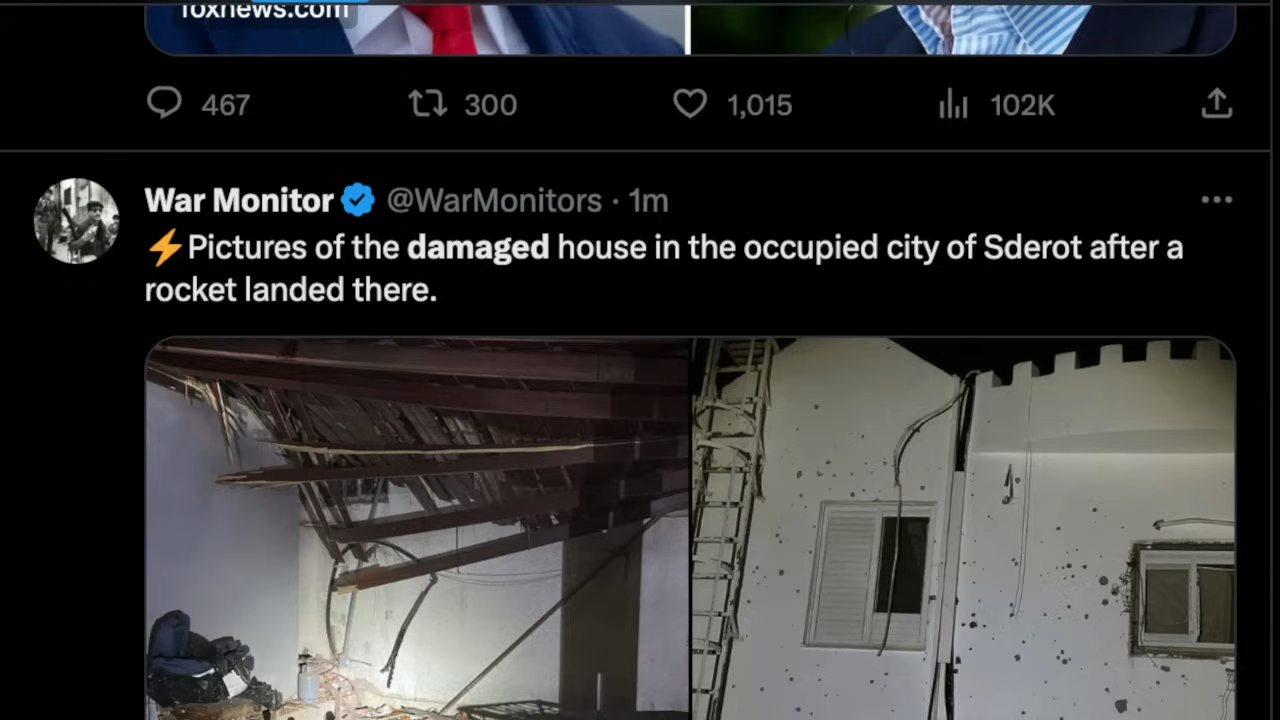 foxnews.com
467 300 1,015 102K
War Monitor @WarMonitors · 1m
⚡Pictures of the damaged house in the occupied city of Sderot after a
rocket landed there.